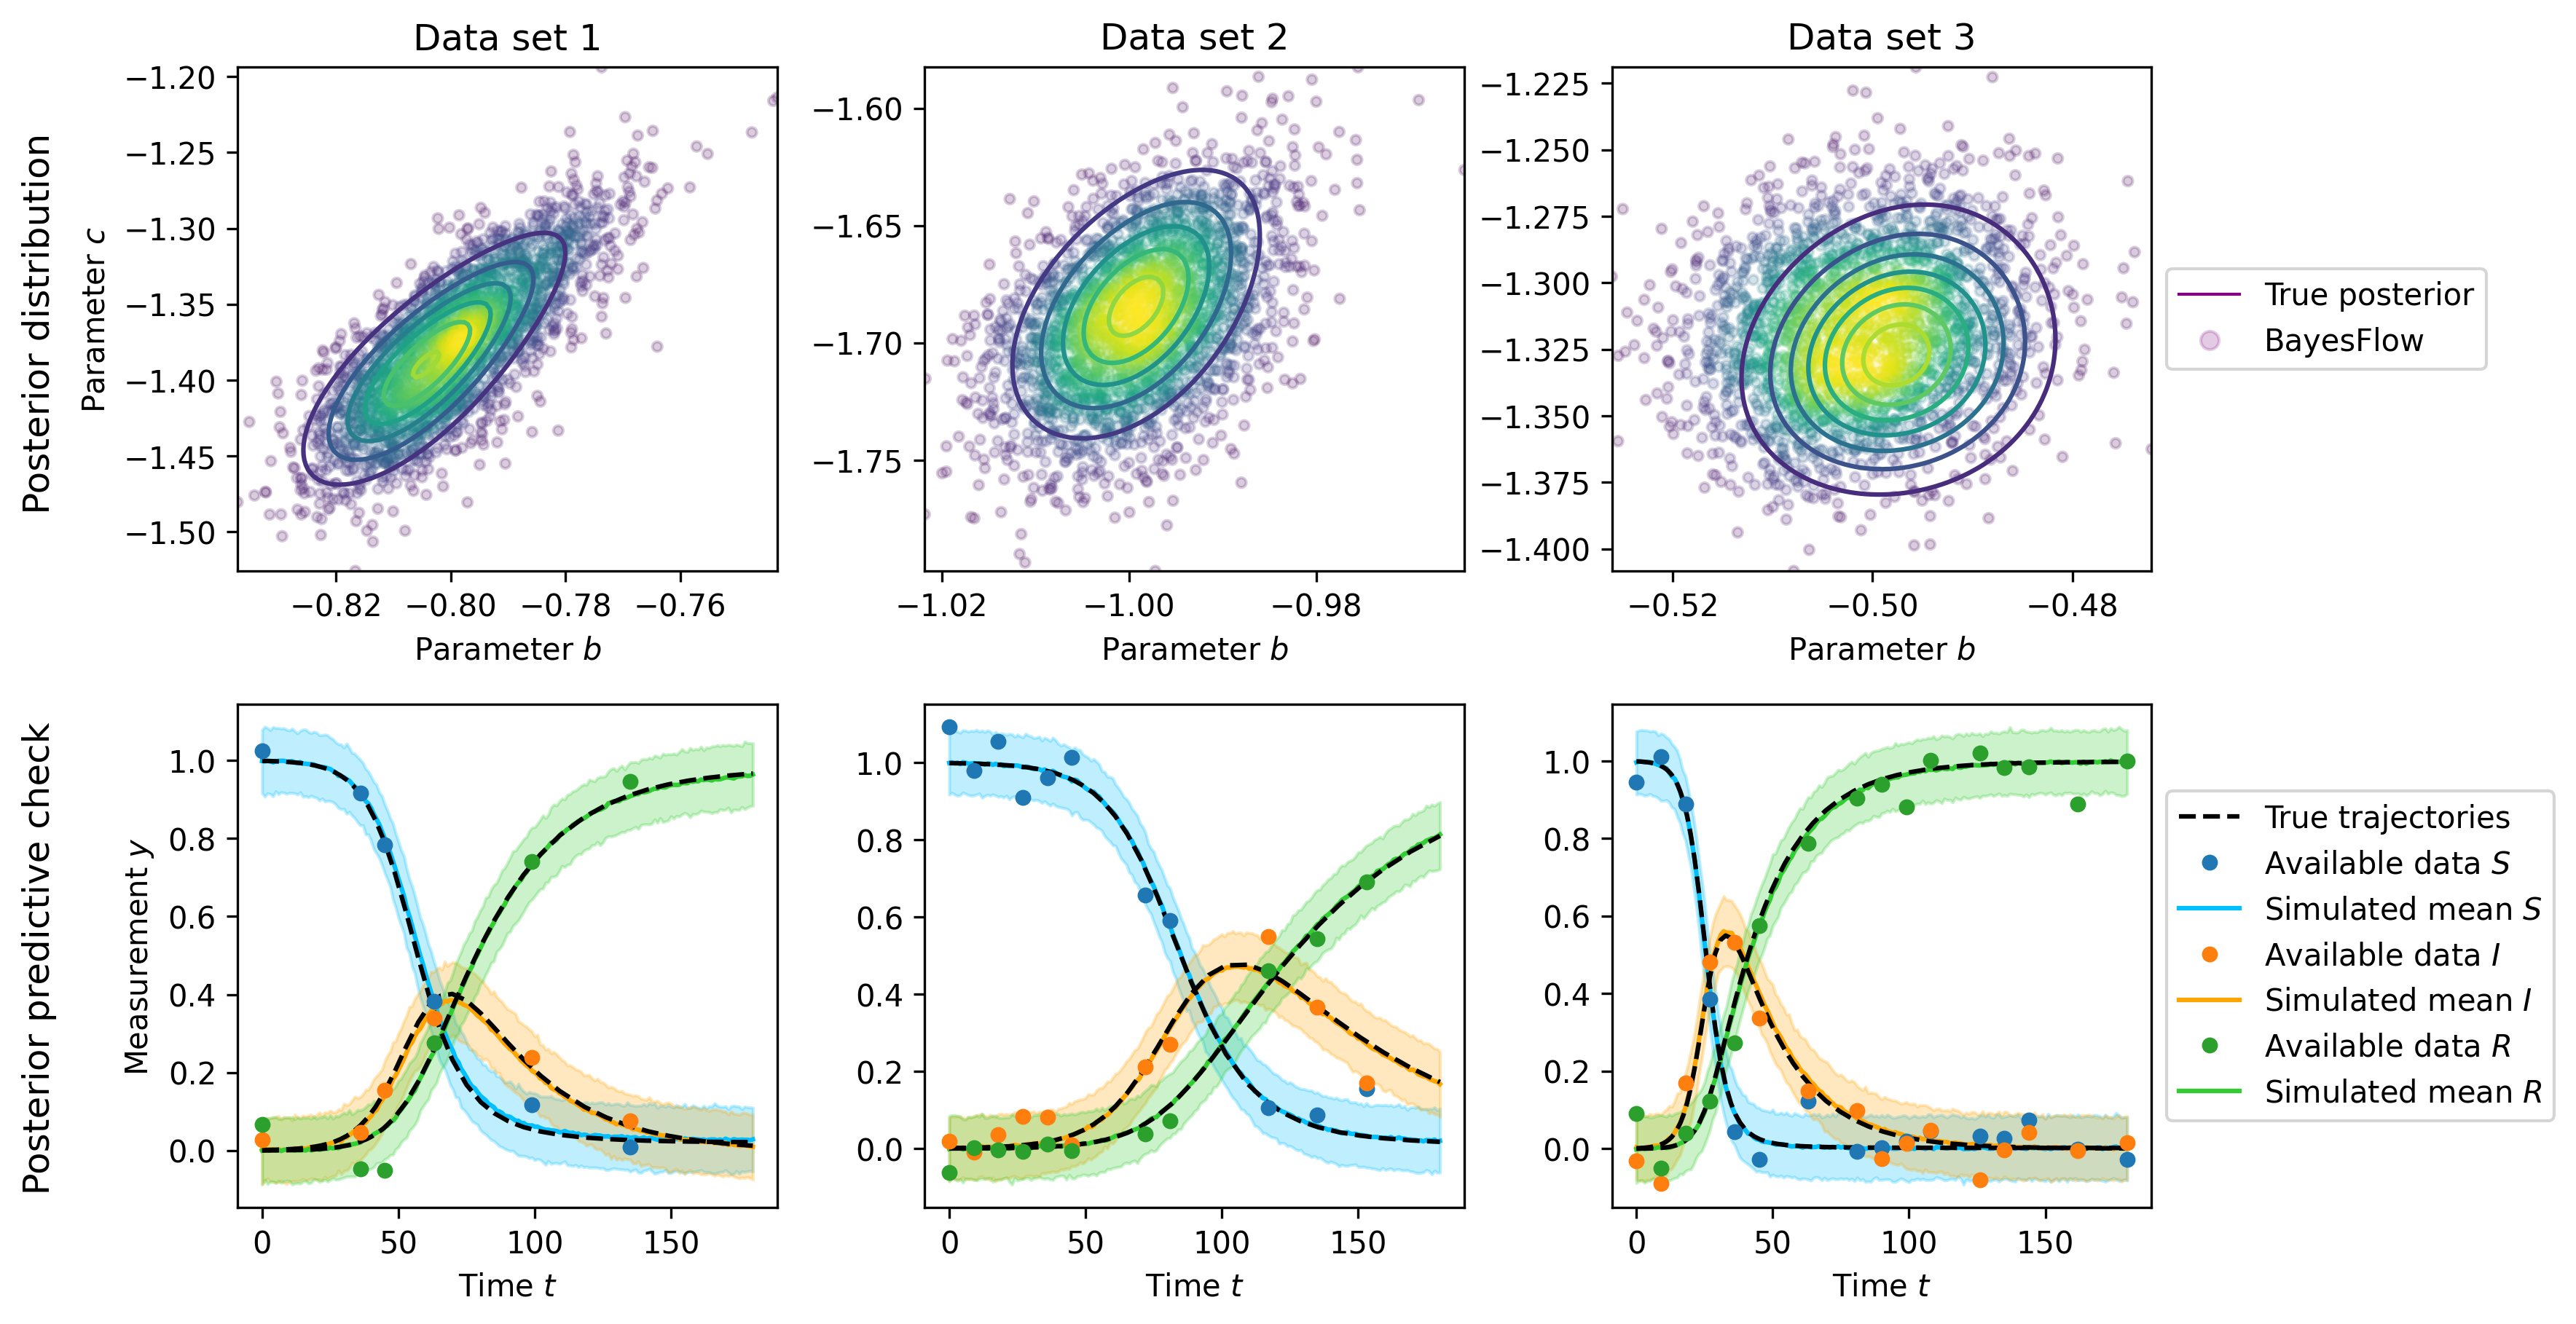 Data set 1
Data set 2
Data set 3
Posterior distribution
Parameter c
−1.20
−1.25
−1.30
−1.35
−1.40
−1.45
−1.50
−0.82 −0.80 −0.78 −0.76
Parameter b
−1.60
−1.65
−1.70
−1.75
−1.02 −1.00 −0.98
Parameter b
−1.225
−1.250
−1.275
−1.300
−1.325
−1.350
−1.375
−1.400
−0.52 −0.50 −0.48
Parameter b
True posterior
BayesFlow
Posterior predictive check
Measurement y
1.0
0.8
0.6
0.4
0.2
0.0
0 50 100 150
Time t
1.0
0.8
0.6
0.4
0.2
0.0
0 50 100 150
Time t
1.0
0.8
0.6
0.4
0.2
0.0
0 50 100 150
Time t
True trajectories
Available data S
Simulated mean S
Available data I
Simulated mean I
Available data R
Simulated mean R